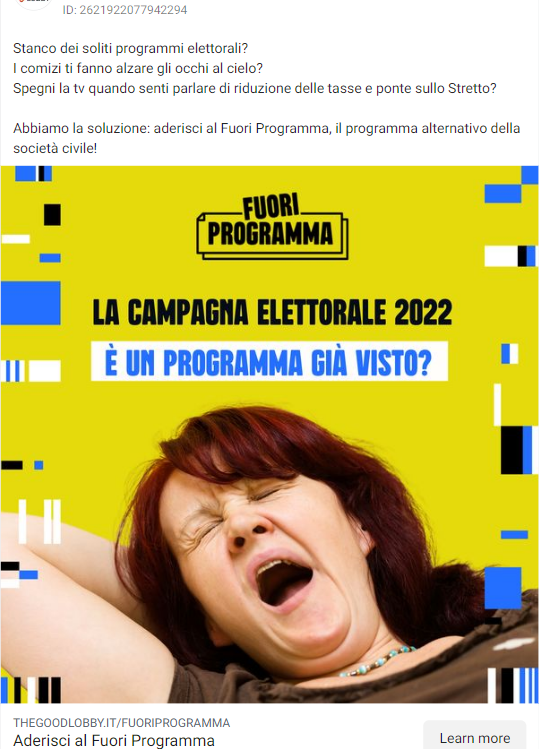 ID: 2621922077942294
Stanco dei soliti programmi elettorali?
I comizi ti fanno alzare gli occhi al cielo?
Spegni la tv quando senti parlare di riduzione delle tasse e ponte sullo Stretto?
Abbiamo la soluzione: aderisci al Fuori Programma, il programma alternativo della
società civile!
FUORI
PROGRAMMA
LA CAMPAGNA ELETTORALE 2022
È UN PROGRAMMA GIÀ VISTO?
THEGOODLOBBY.IT/FUORIPROGRAMMA
Aderisci al Fuori Programma
Learn more